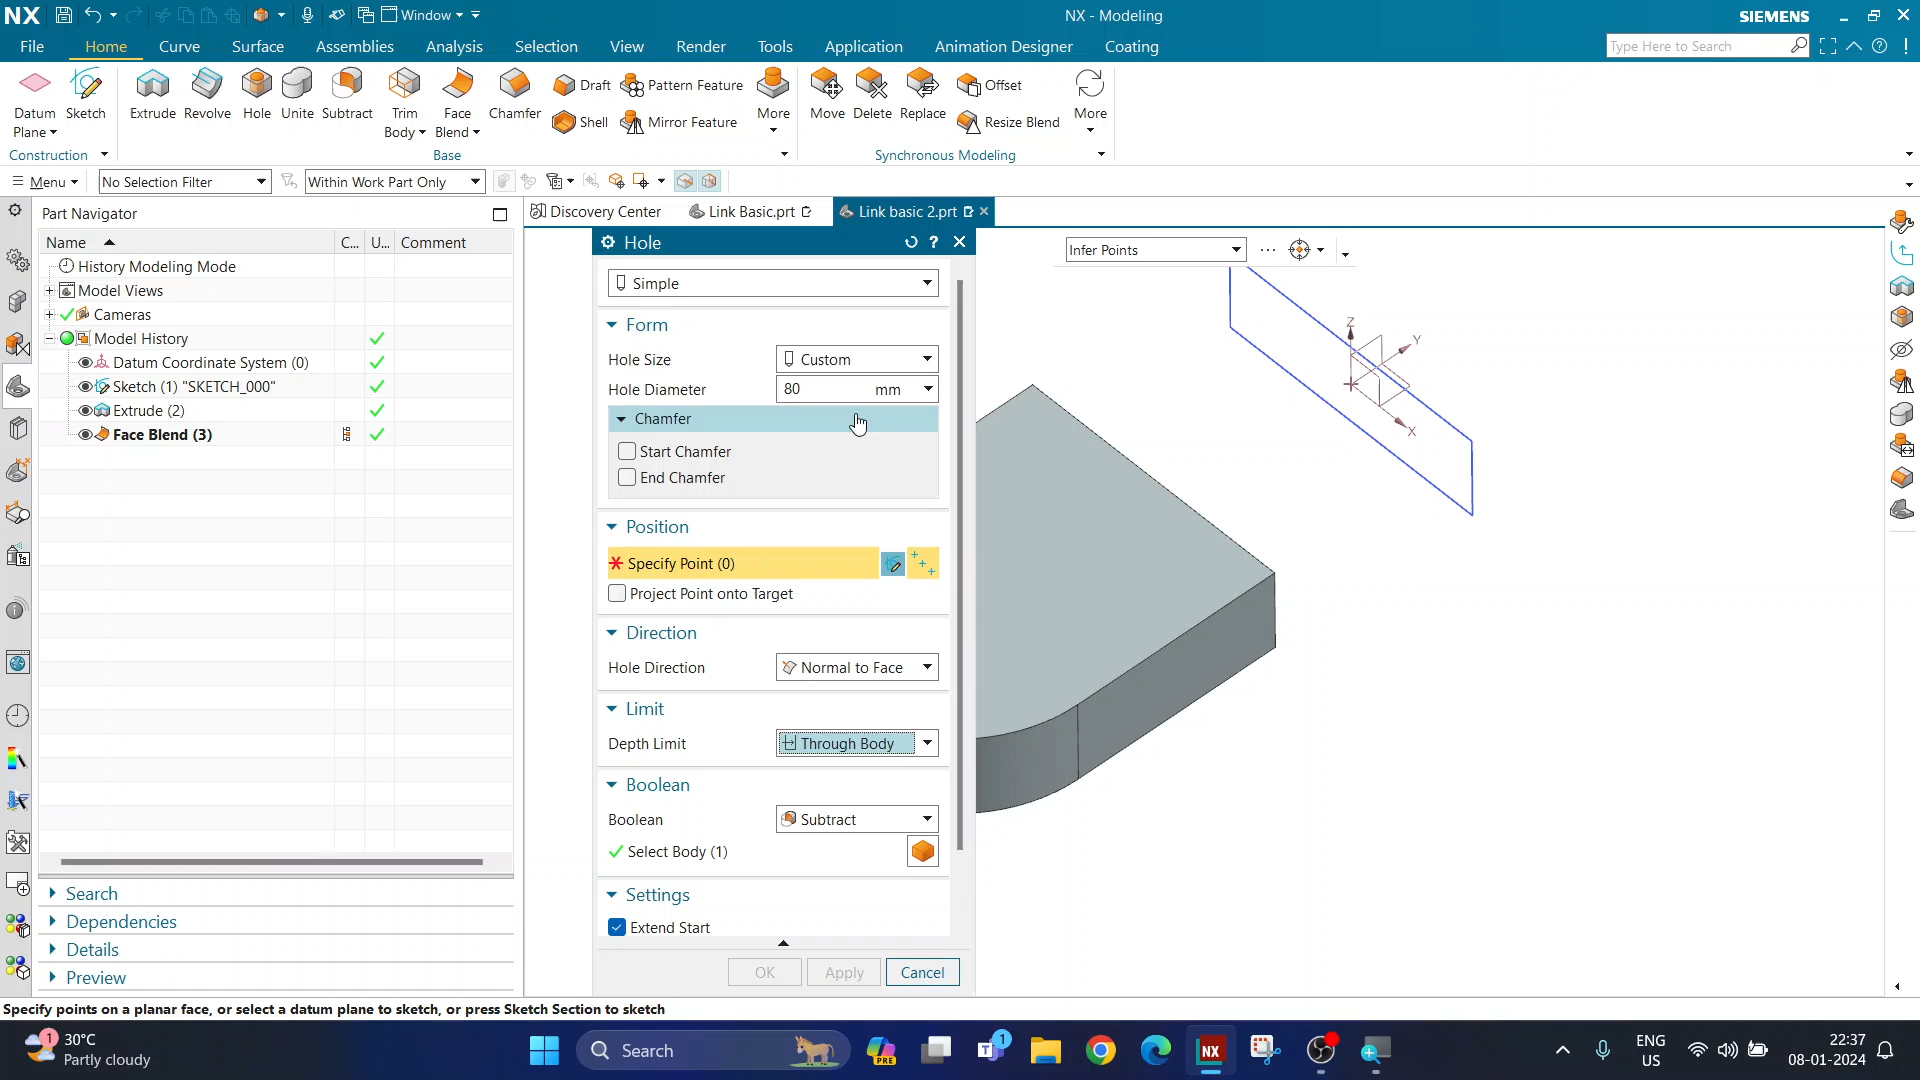 NX Window NX - Modeling SIEMENS
File Home Curve Surface Assemblies Analysis Selection View Render Tools Application Animation Designer Coating Type Here to Search
Datum Plane Sketch Extrude Revolve Hole Unite Subtract Trim Body Face Blend Chamfer Draft Pattern Feature More Move Delete Replace Offset More
Shell Mirror Feature Resize Blend
Construction Base Synchronous Modeling
Menu No Selection Filter Within Work Part Only
Part Navigator
Discovery Center Link Basic.prt Link basic 2.prt
Name C... U... Comment
History Modeling Mode
Model Views
Cameras
Model History
Datum Coordinate System (0)
Sketch (1) "SKETCH_000"
Extrude (2)
Face Blend (3)
Search
Dependencies
Details
Preview
Hole
Simple
Form
Hole Size Custom
Hole Diameter 80 mm
Chamfer
Start Chamfer
End Chamfer
Position
* Specify Point (0)
Project Point onto Target
Direction
Hole Direction Normal to Face
Limit
Depth Limit Through Body
Boolean
Boolean Subtract
Select Body (1)
Settings
Extend Start
OK Apply Cancel
Infer Points
Z
Y
X
Specify points on a planar face, or select a datum plane to sketch, or press Sketch Section to sketch
1 30°C
Partly cloudy
Search
PRE
1
NX
ENG
US
22:37
08-01-2024